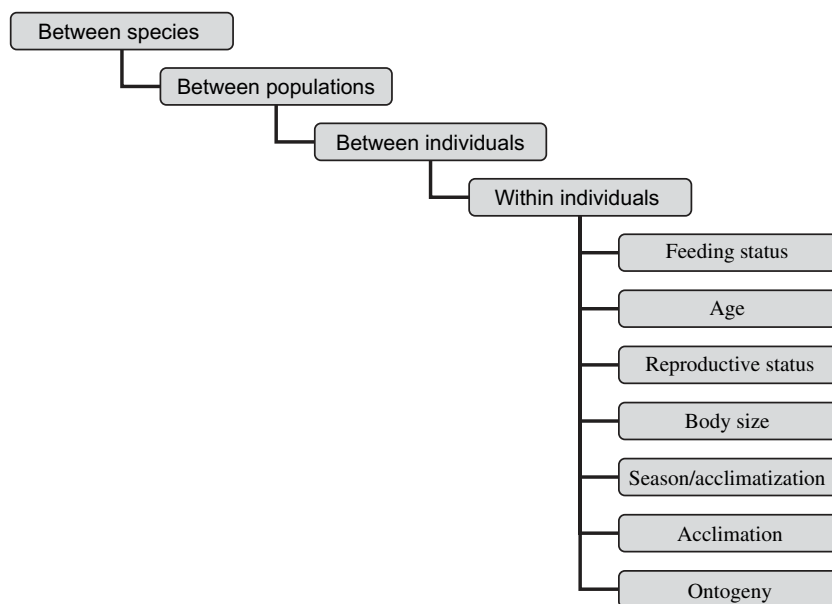 Between species
Between populations
Between individuals
Within individuals
Feeding status
Age
Reproductive status
Body size
Season/acclimatization
Acclimation
Ontogeny